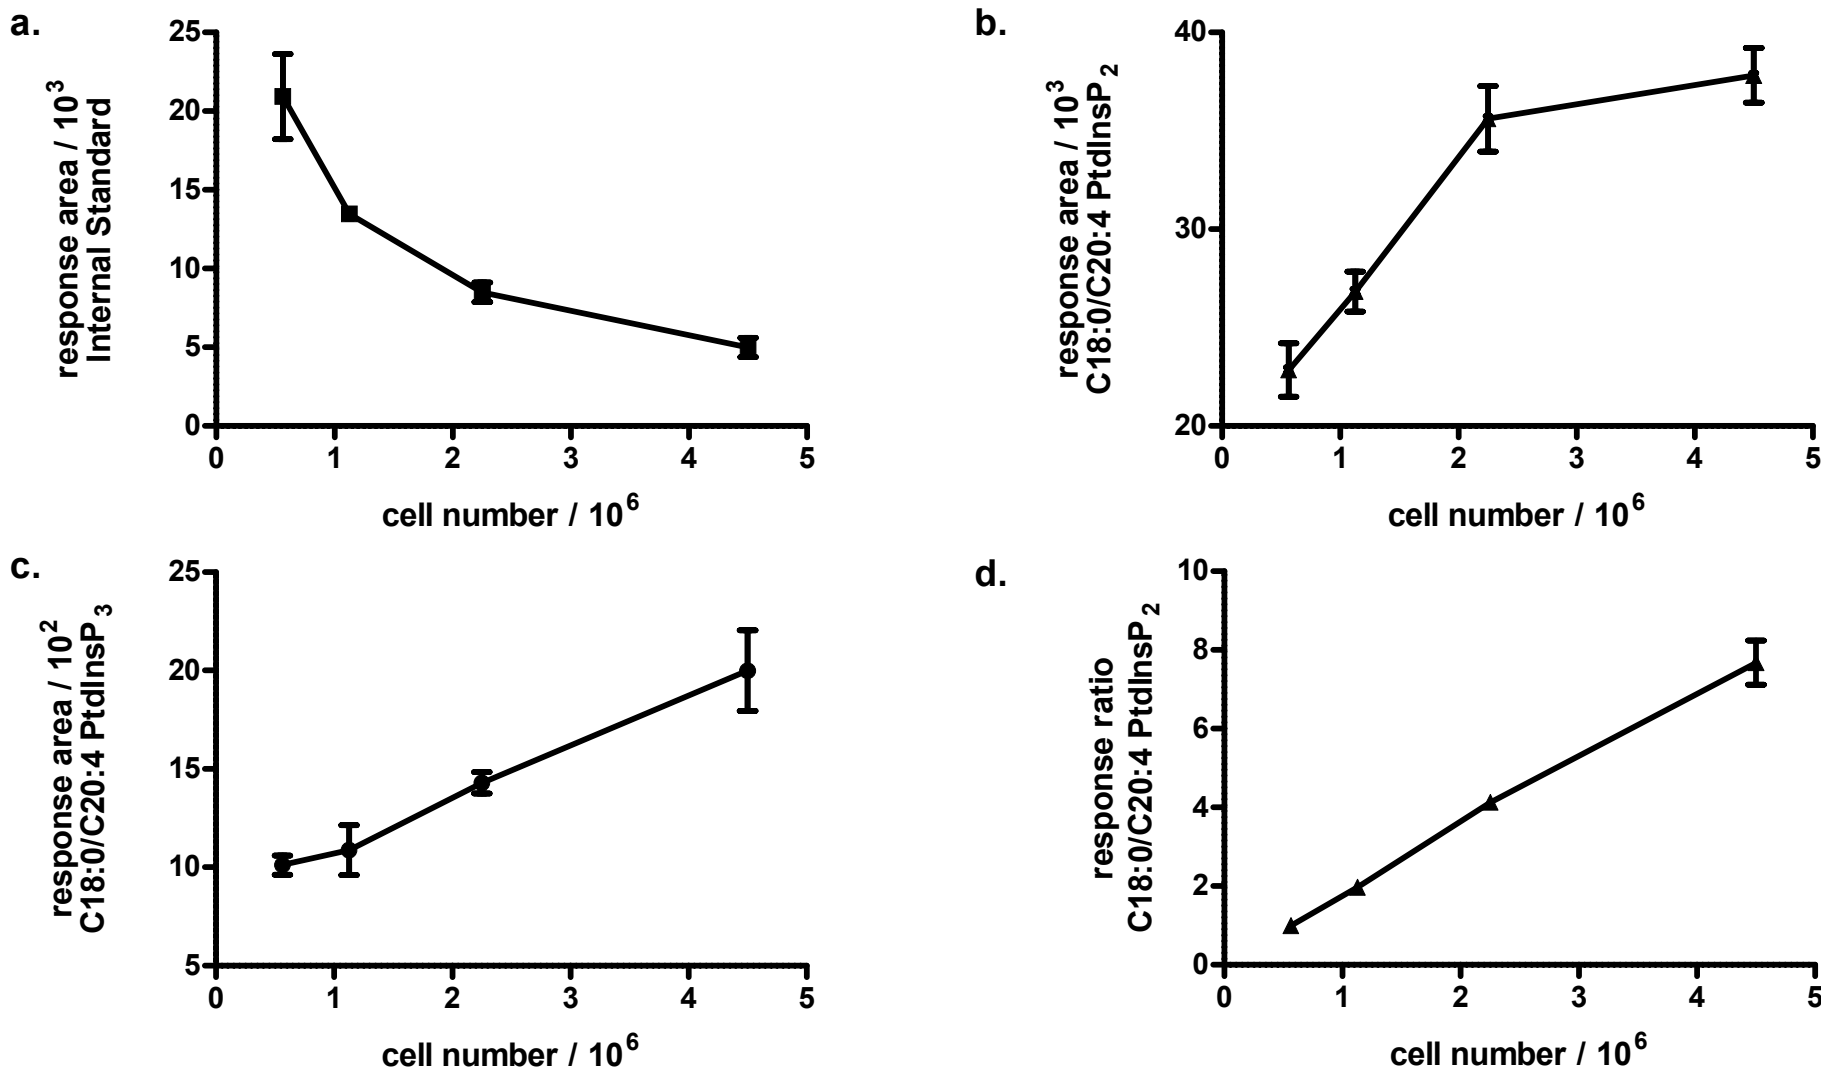 a.
response area / 10³
Internal Standard
25
20
15
10
5
0
0 1 2 3 4 5
cell number / 10⁶
b.
response area / 10³
C18:0/C20:4 PtdInsP₂
40
30
20
0 1 2 3 4 5
cell number / 10⁶
c.
response area / 10²
C18:0/C20:4 PtdInsP₃
25
20
15
10
5
0 1 2 3 4 5
cell number / 10⁶
d.
response ratio
C18:0/C20:4 PtdInsP₂
10
8
6
4
2
0
0 1 2 3 4 5
cell number / 10⁶